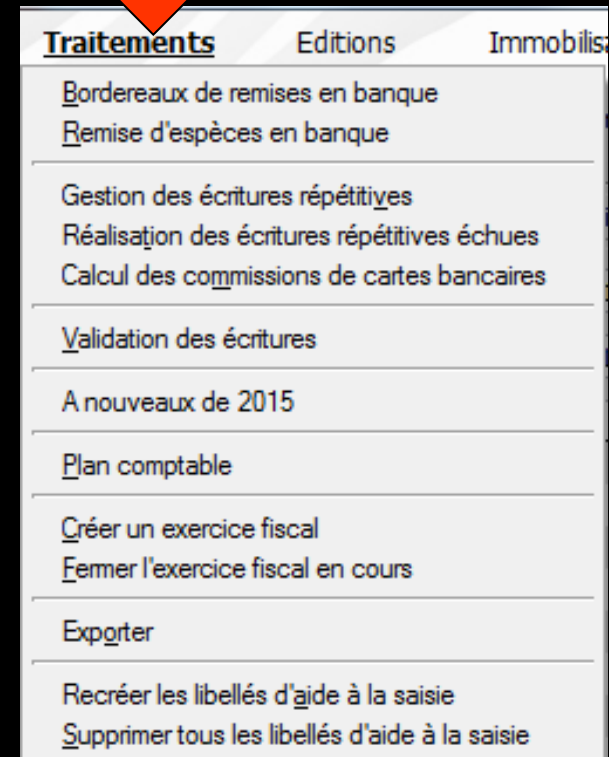 Traitements Editions Immobilis
Bordereaux de remises en banque
Remise d'espèces en banque
Gestion des écritures répétitives
Réalisation des écritures répétitives échues
Calcul des commissions de cartes bancaires
Validation des écritures
A nouveaux de 2015
Plan comptable
Créer un exercice fiscal
Fermer l'exercice fiscal en cours
Exporter
Recréer les libellés d'aide à la saisie
Supprimer tous les libellés d'aide à la saisie